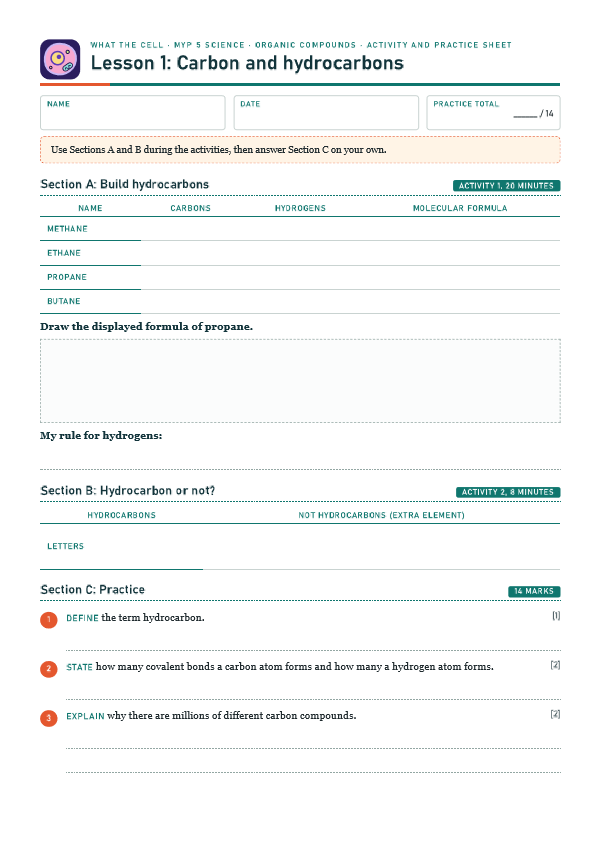 WHAT THE CELL · MYP 5 SCIENCE · ORGANIC COMPOUNDS · ACTIVITY AND PRACTICE SHEET
Lesson 1: Carbon and hydrocarbons
NAME
DATE
PRACTICE TOTAL
_____ / 14
Use Sections A and B during the activities, then answer Section C on your own.
Section A: Build hydrocarbons
ACTIVITY 1, 20 MINUTES
NAME CARBONS HYDROGENS MOLECULAR FORMULA
METHANE
ETHANE
PROPANE
BUTANE
Draw the displayed formula of propane.
My rule for hydrogens:
Section B: Hydrocarbon or not?
ACTIVITY 2, 8 MINUTES
HYDROCARBONS NOT HYDROCARBONS (EXTRA ELEMENT)
LETTERS
Section C: Practice
14 MARKS
1 DEFINE the term hydrocarbon. [1]
2 STATE how many covalent bonds a carbon atom forms and how many a hydrogen atom forms. [2]
3 EXPLAIN why there are millions of different carbon compounds. [2]